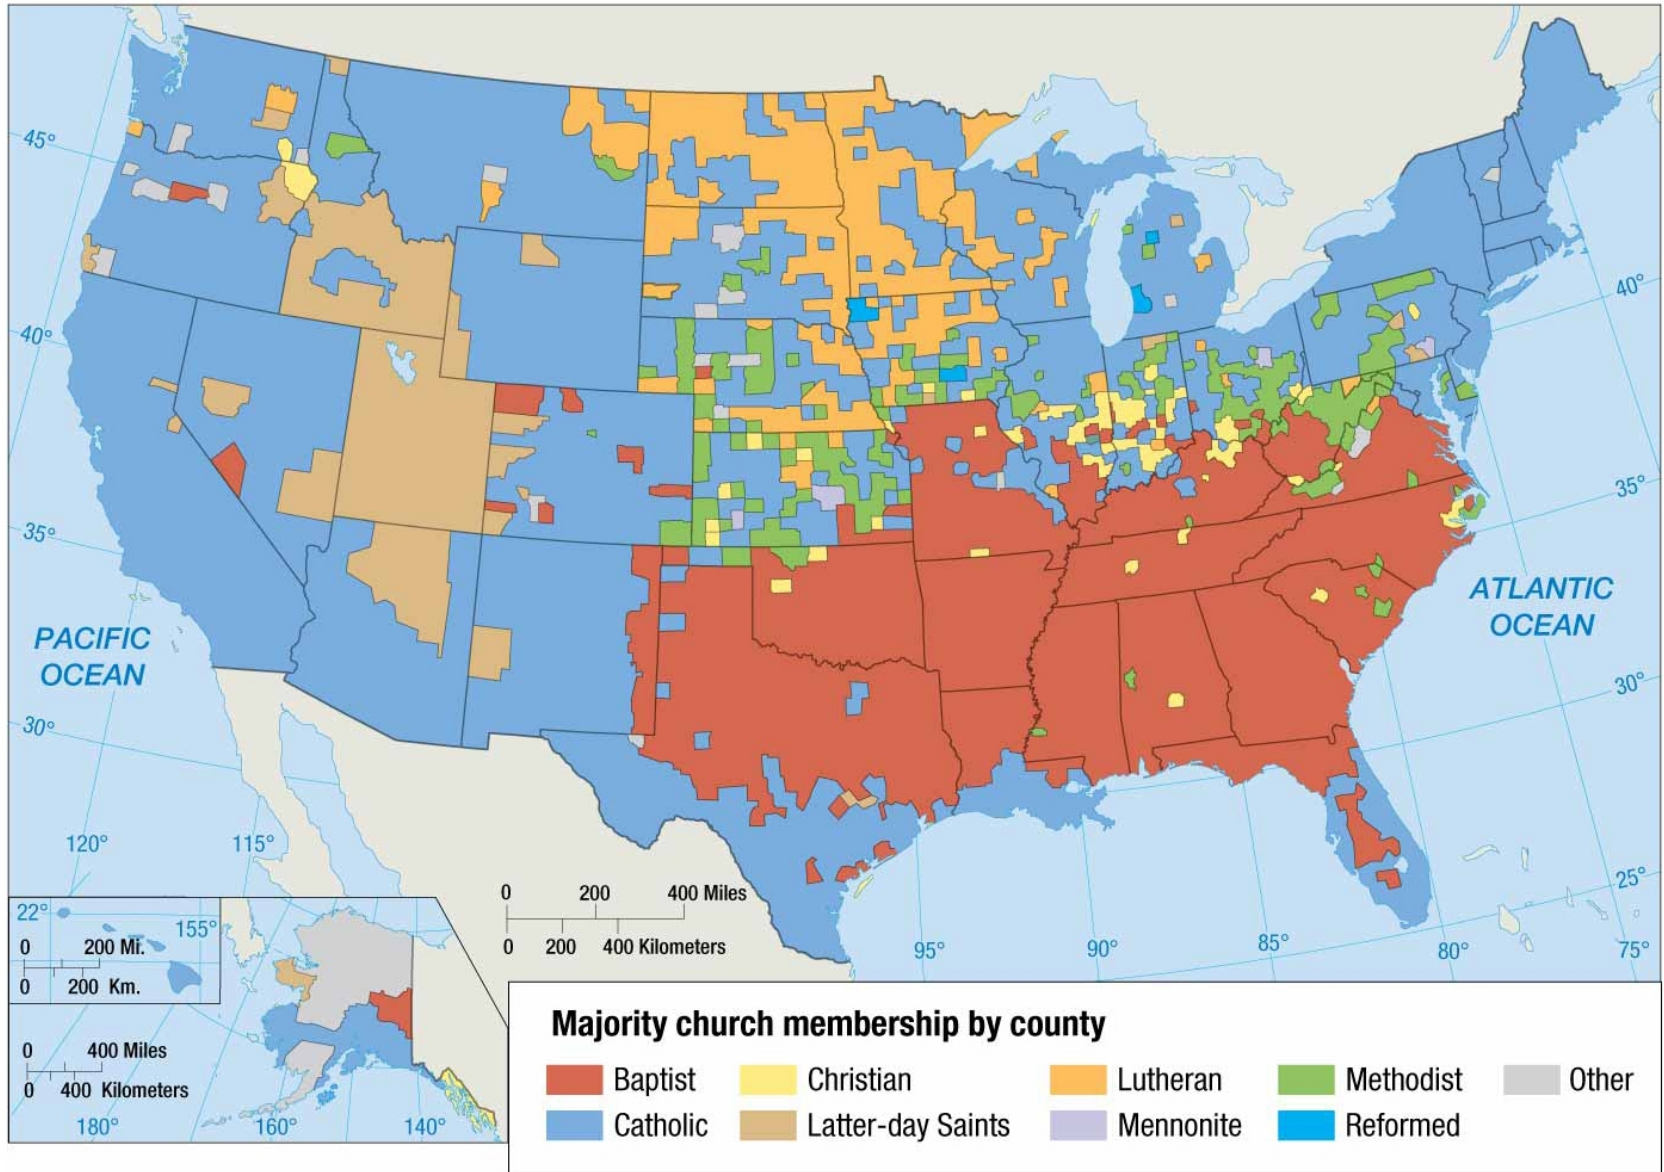 45°
40°
35°
30°
120°
115°
45°
40°
35°
30°
25°
95°
90°
85°
80°
75°
PACIFIC
OCEAN
ATLANTIC
OCEAN
0 200 400 Miles
0 200 400 Kilometers
22°
155°
0 200 Mi.
0 200 Km.
0 400 Miles
0 400 Kilometers
180° 160° 140°
Majority church membership by county
Baptist Christian Lutheran Methodist Other
Catholic Latter-day Saints Mennonite Reformed